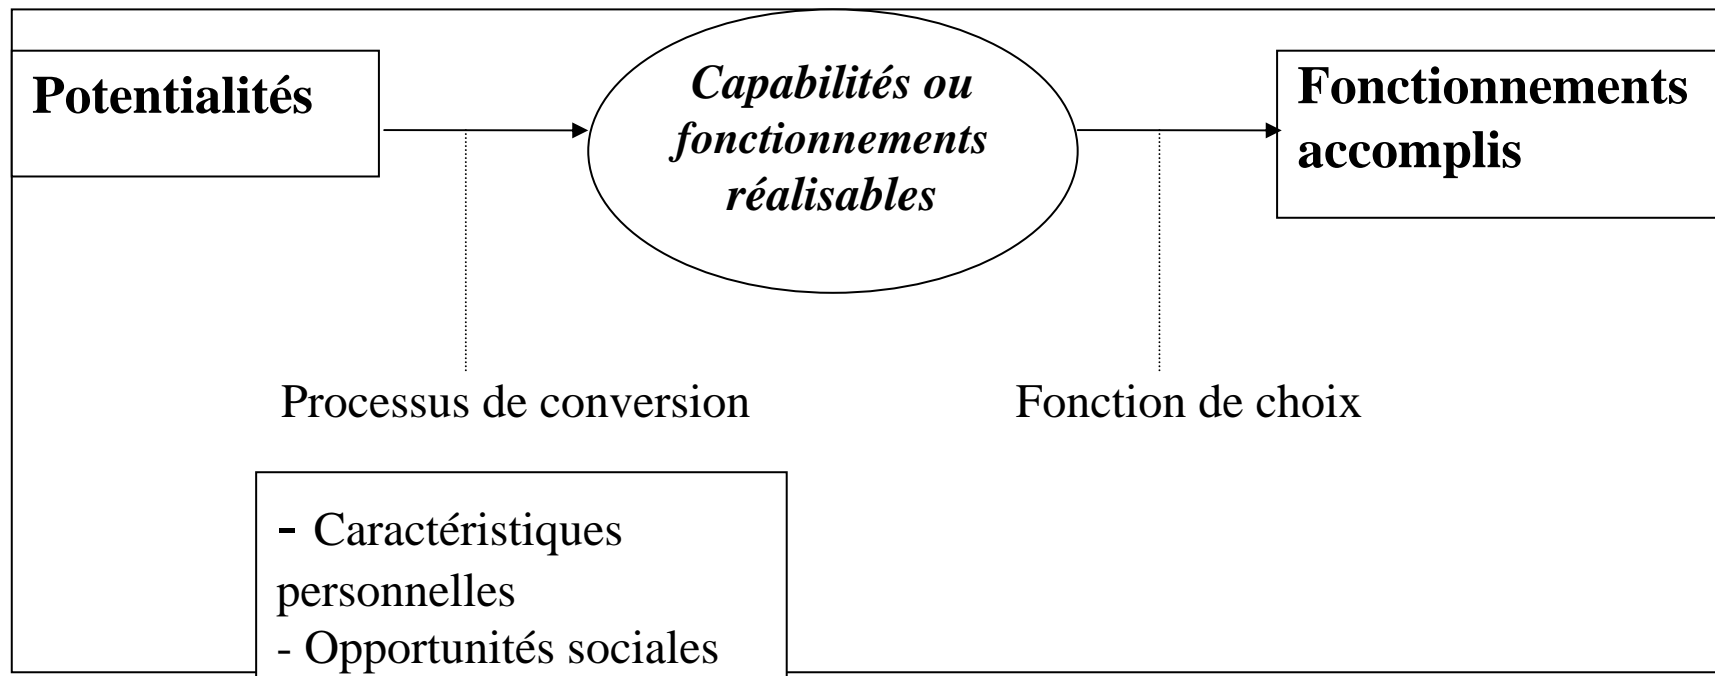 Potentialités
Capabilités ou
fonctionnements
réalisables
Fonctionnements
accomplis
Processus de conversion
Fonction de choix
- Caractéristiques
personnelles
- Opportunités sociales